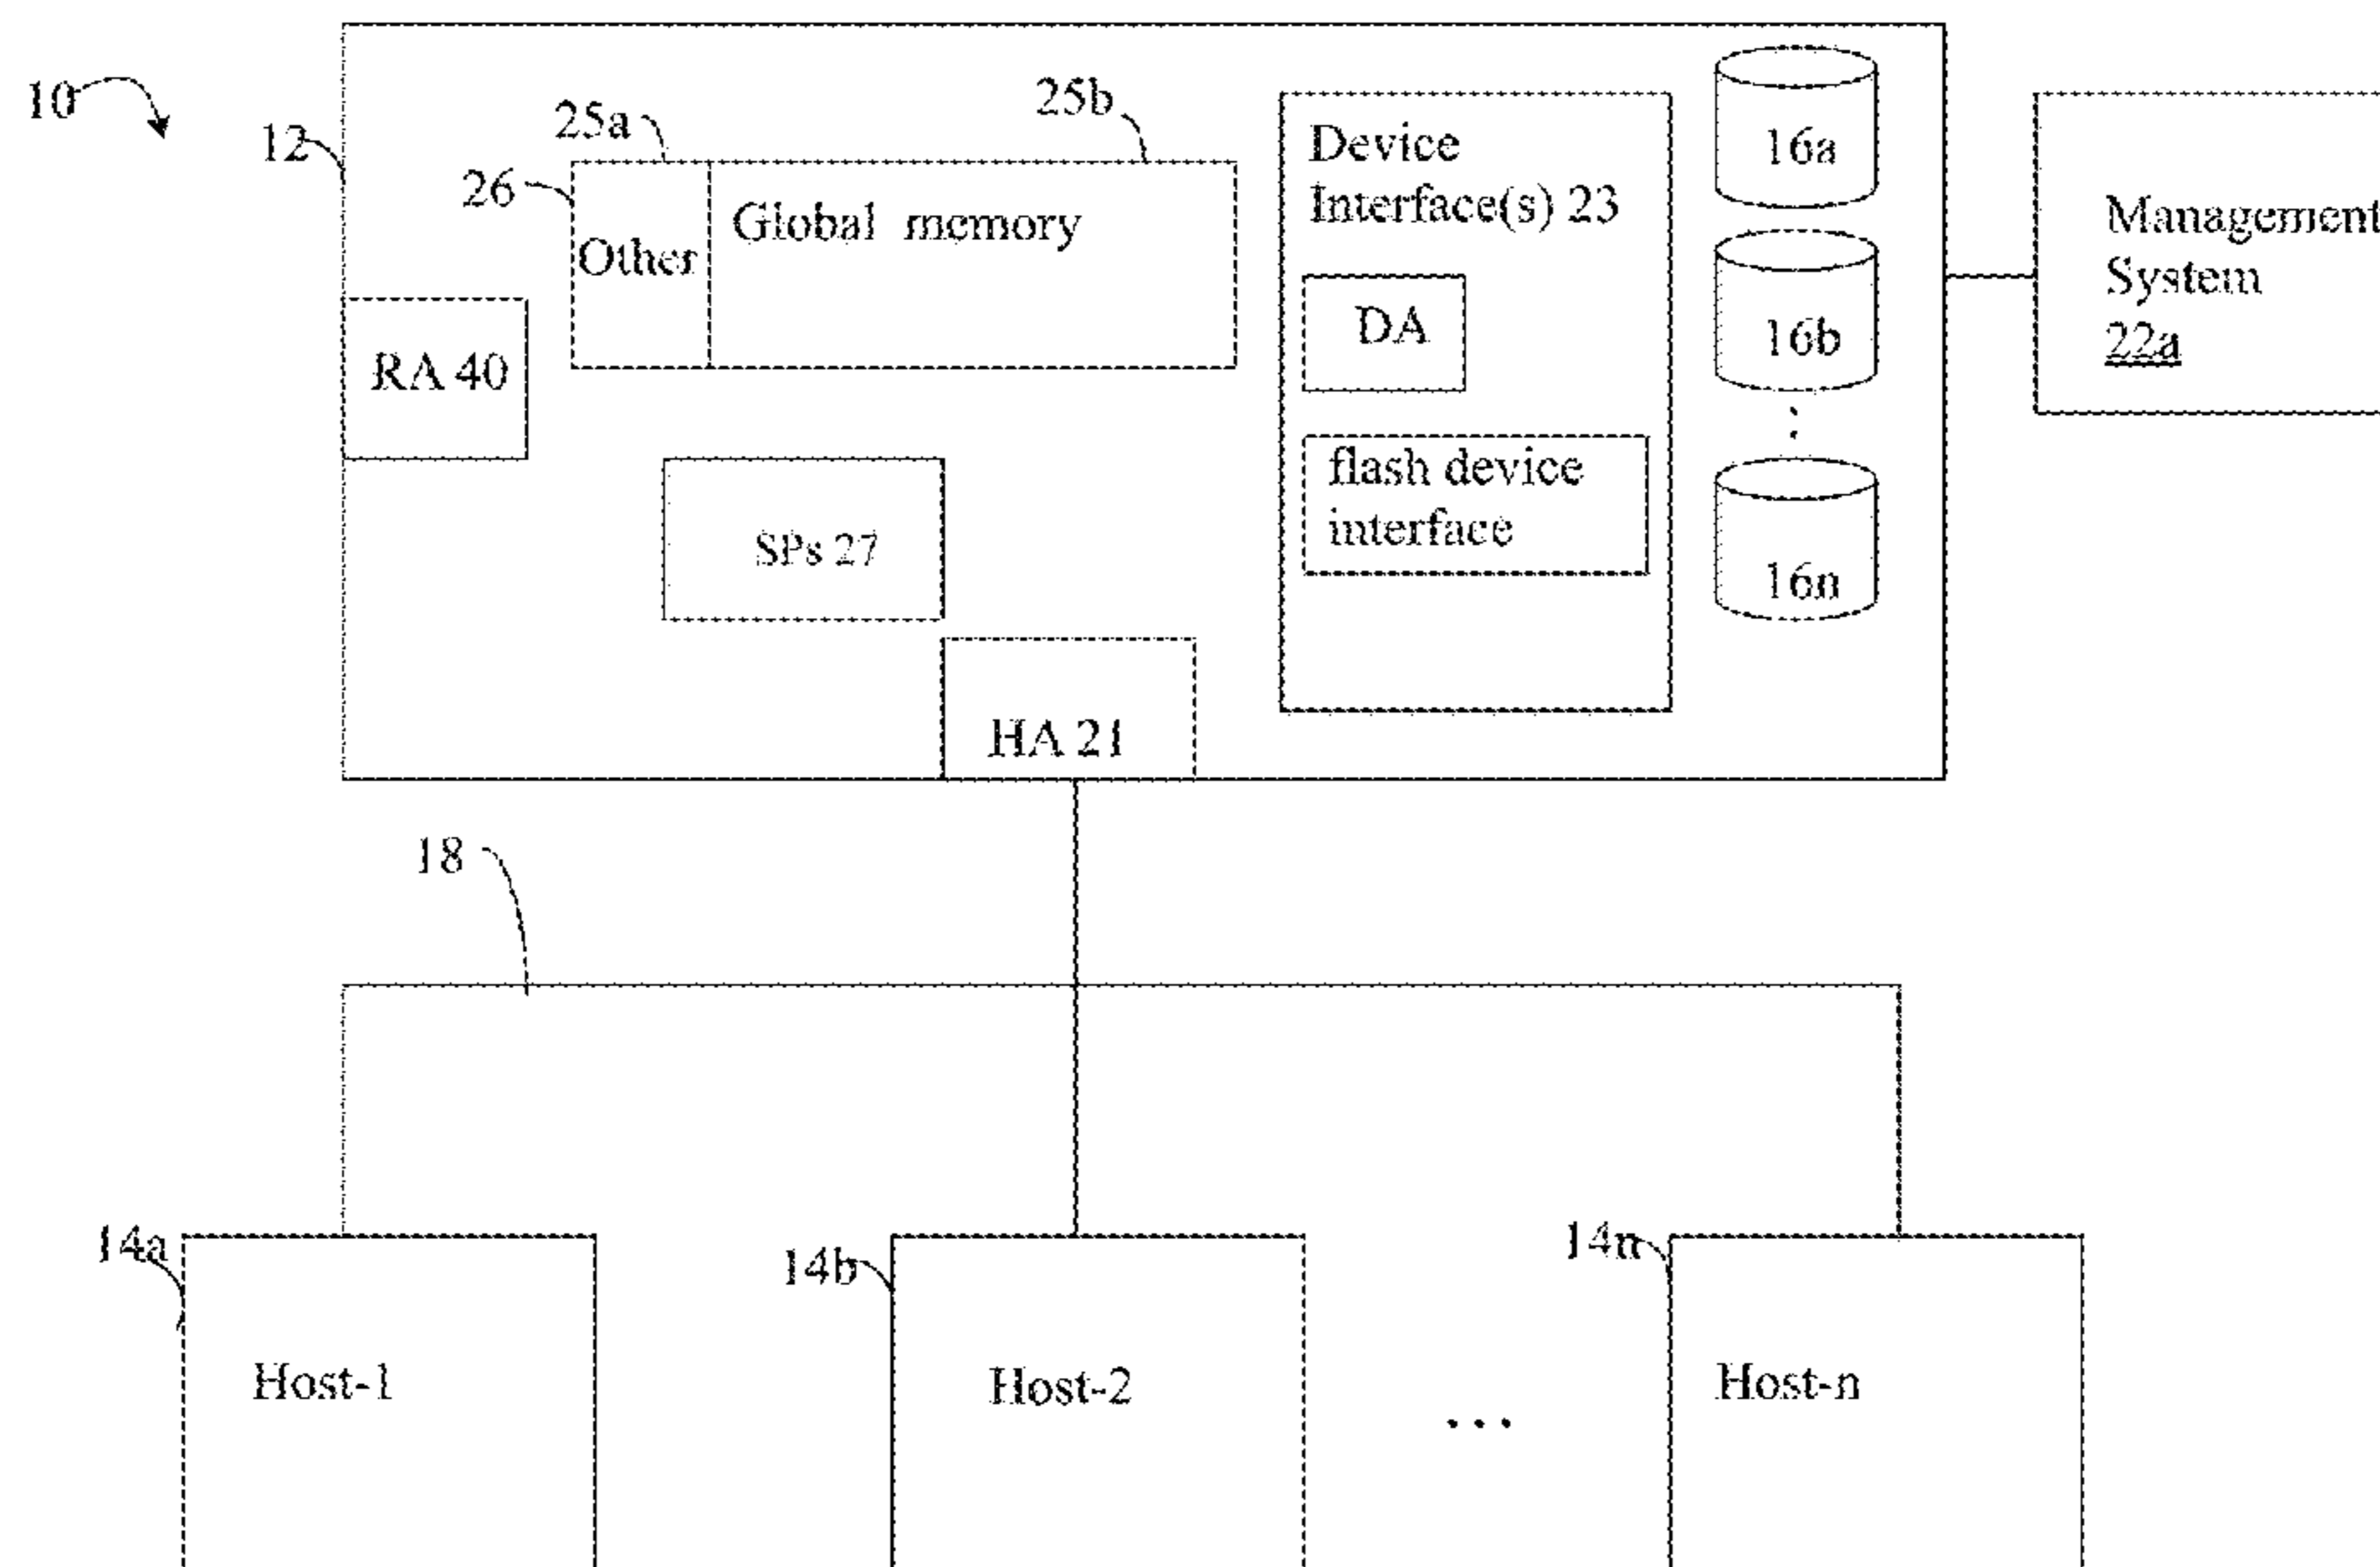 10
12
25a
25b
26
Other
Global memory
Device
Interface(s) 23
DA
flash device
interface
16a
16b
16n
Management
System
22a
RA 40
SPs 27
HA 21
18
14a
Host-1
14b
Host-2
...
14n
Host-n